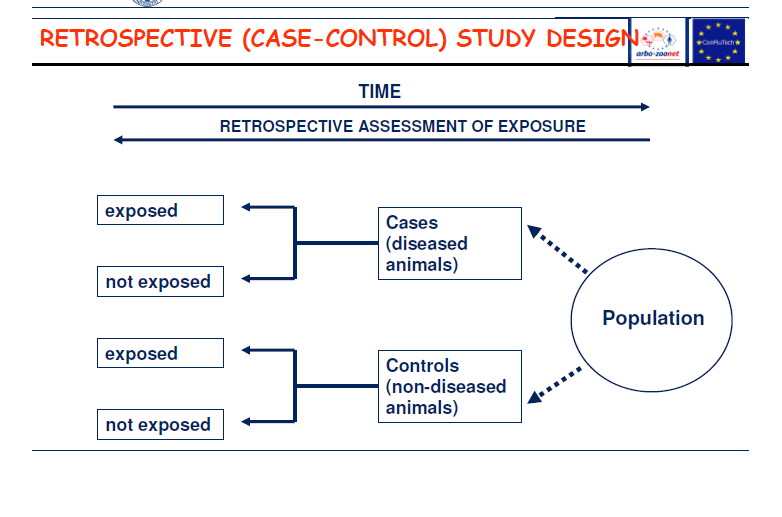 RETROSPECTIVE (CASE-CONTROL) STUDY DESIGN
arbo-zoonet
ConFluTech
TIME
RETROSPECTIVE ASSESSMENT OF EXPOSURE
exposed
not exposed
Cases
(diseased
animals)
Population
exposed
not exposed
Controls
(non-diseased
animals)